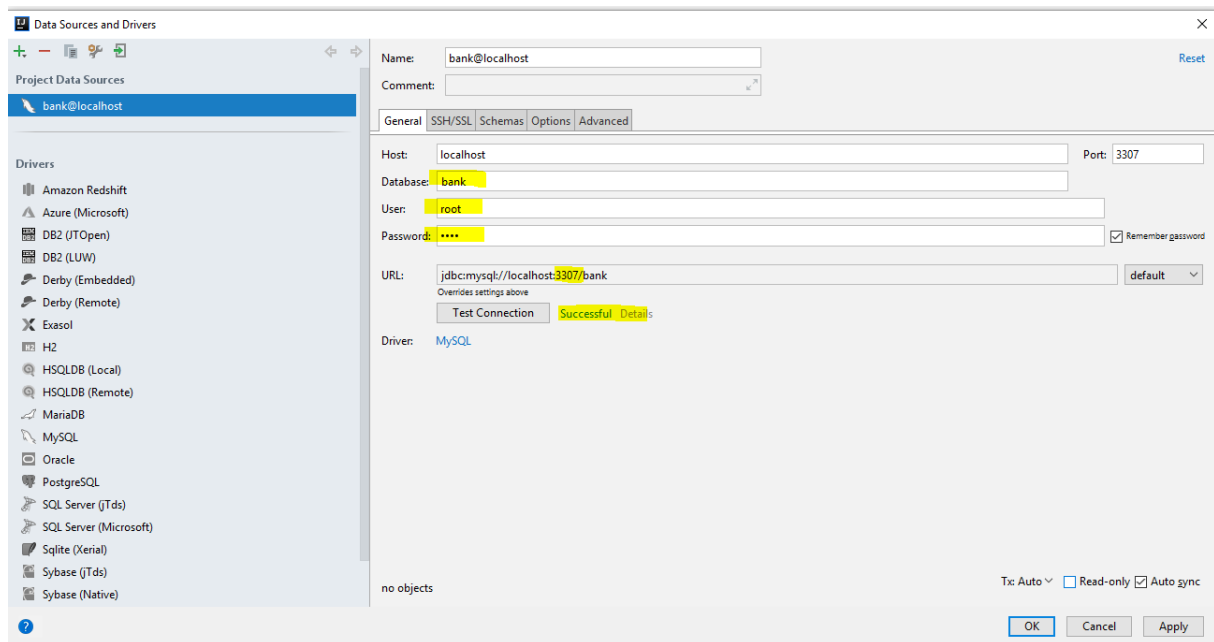 Data Sources and Drivers
Project Data Sources
bank@localhost
Drivers
Amazon Redshift
Azure (Microsoft)
DB2 (JTOpen)
DB2 (LUW)
Derby (Embedded)
Derby (Remote)
Exasol
H2
HSQLDB (Local)
HSQLDB (Remote)
MariaDB
MySQL
Oracle
PostgreSQL
SQL Server (jTds)
SQL Server (Microsoft)
Sqlite (Xerial)
Sybase (jTds)
Sybase (Native)
Name: bank@localhost Reset
Comment:
General SSH/SSL Schemas Options Advanced
Host: localhost Port: 3307
Database: bank
User: root
Password: •••• Remember password
URL: jdbc:mysql://localhost:3307/bank default
Overrides settings above
Test Connection Successful Details
Driver: MySQL
no objects Tx: Auto Read-only Auto sync
OK Cancel Apply